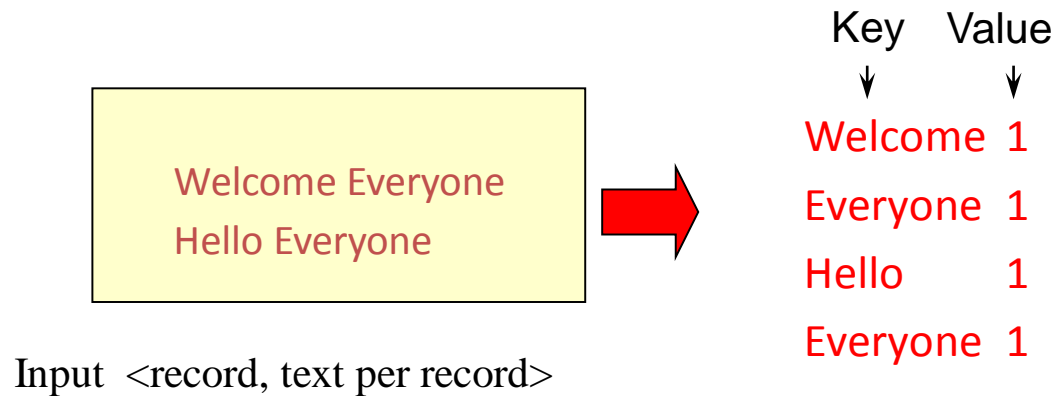 Key Value
Welcome Everyone
Hello Everyone
Welcome 1
Everyone 1
Hello 1
Everyone 1
Input <record, text per record>